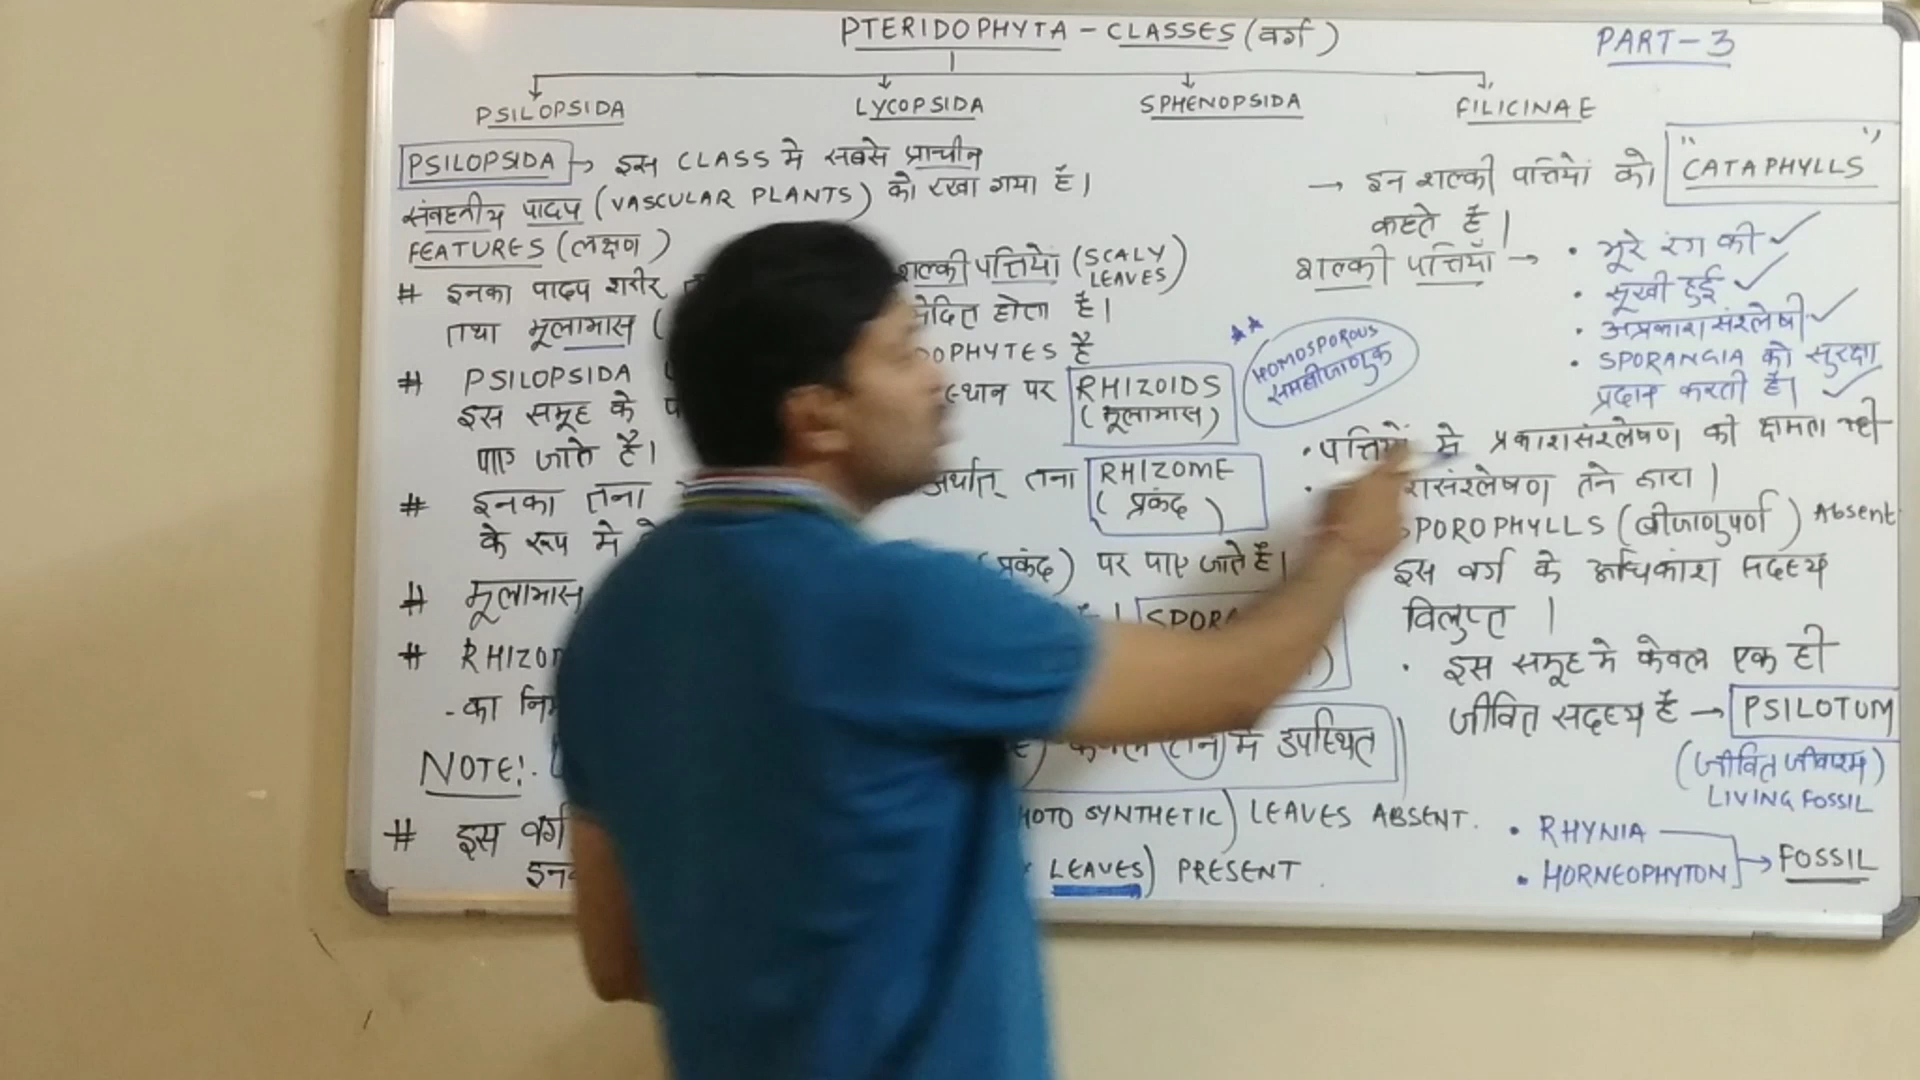 PTERIDOPHYTA - CLASSES (वर्ग)
PART-3
PSILOPSIDA LYCOPSIDA SPHENOPSIDA FILICINAE
PSILOPSIDA → इस CLASS मे सबसे प्राचीन
संवहनीय पादप (VASCULAR PLANTS) को रखा गया है।
FEATURES (लक्षण)
# इनका पादप शरीर
शल्की पत्तियो (SCALY LEAVES)
तथा मूलाभास ( होता है।
# PSILOPSIDA
OPHYTES है
इस समूह के स्थान पर RHIZOIDS (मूलाभास)
पाए जाते है।
# इनका तना अर्थात् तना RHIZOME (प्रकंद)
के रूप मे
# मूलाभास (प्रकंद) पर पाए जाते है।
# RHIZOM
- का
NOTE! मे उपस्थित
# इस वर्ग HOTO SYNTHETIC) LEAVES ABSENT.
LEAVES) PRESENT
→ इन शल्की पत्तियो को "CATAPHYLLS"
कहते है।
शल्की पत्तियाँ → • भूरे रंग की ✓
• सूखी हुई ✓
• अप्रकाशसंश्लेषी ✓
• SPORANGIA को सुरक्षा
प्रदान करती है। ✓
★★ HOMOSPOROUS
समबीजाणुक
• पत्तियों मे प्रकाशसंश्लेषण की क्षमता नही
संश्लेषण तने द्वारा।
SPOROPHYLLS (बीजाणुपर्ण) Absent
इस वर्ग के अधिकांश सदस्य
विलुप्त।
• इस समूह मे केवल एक ही
जीवित सदस्य है → PSILOTUM
(जीवित जीवाश्म)
LIVING FOSSIL
• RHYNIA
• HORNEOPHYTON → FOSSIL